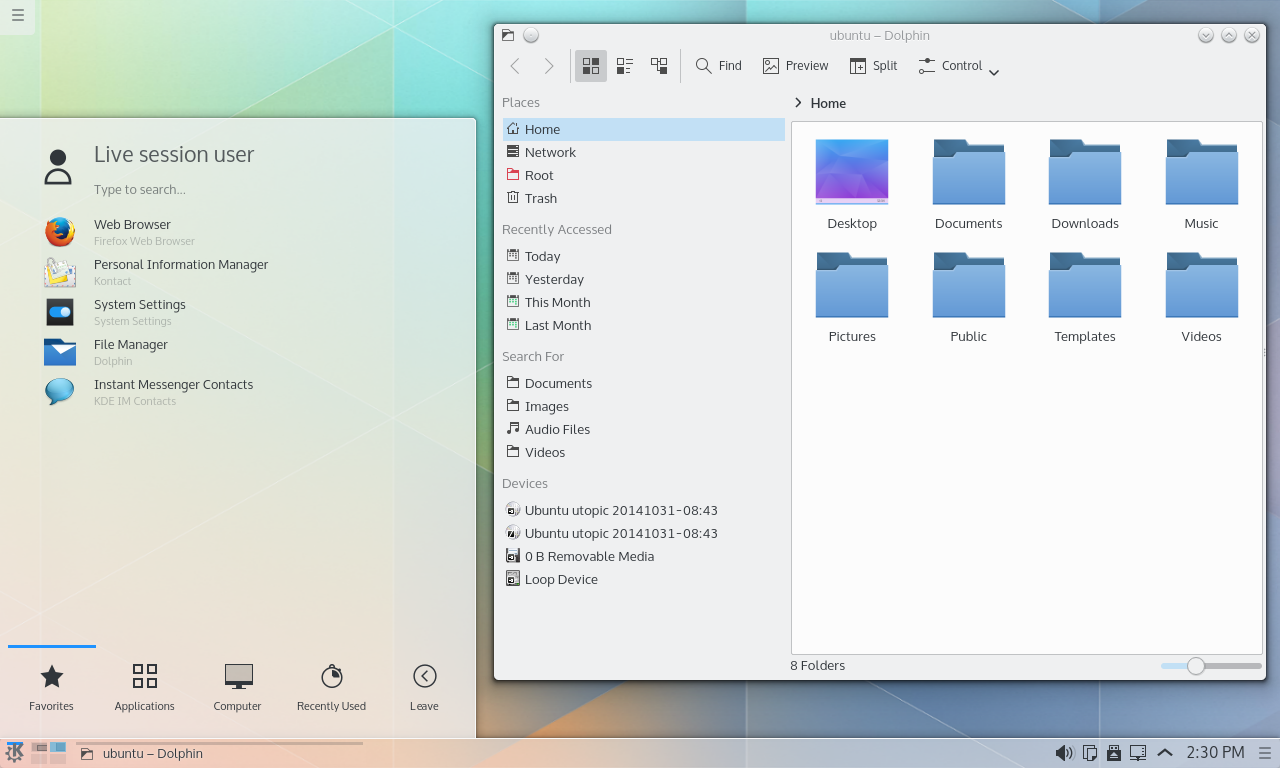 ubuntu – Dolphin
Find
Preview
Split
Control
Places
Home
Network
Root
Trash
Recently Accessed
Today
Yesterday
This Month
Last Month
Search For
Documents
Images
Audio Files
Videos
Devices
Ubuntu utopic 20141031-08:43
Ubuntu utopic 20141031-08:43
0 B Removable Media
Loop Device
Home
Desktop
Documents
Downloads
Music
Pictures
Public
Templates
Videos
8 Folders
Live session user
Type to search...
Web Browser
Firefox Web Browser
Personal Information Manager
Kontact
System Settings
System Settings
File Manager
Dolphin
Instant Messenger Contacts
KDE IM Contacts
Favorites
Applications
Computer
Recently Used
Leave
ubuntu – Dolphin
2:30 PM